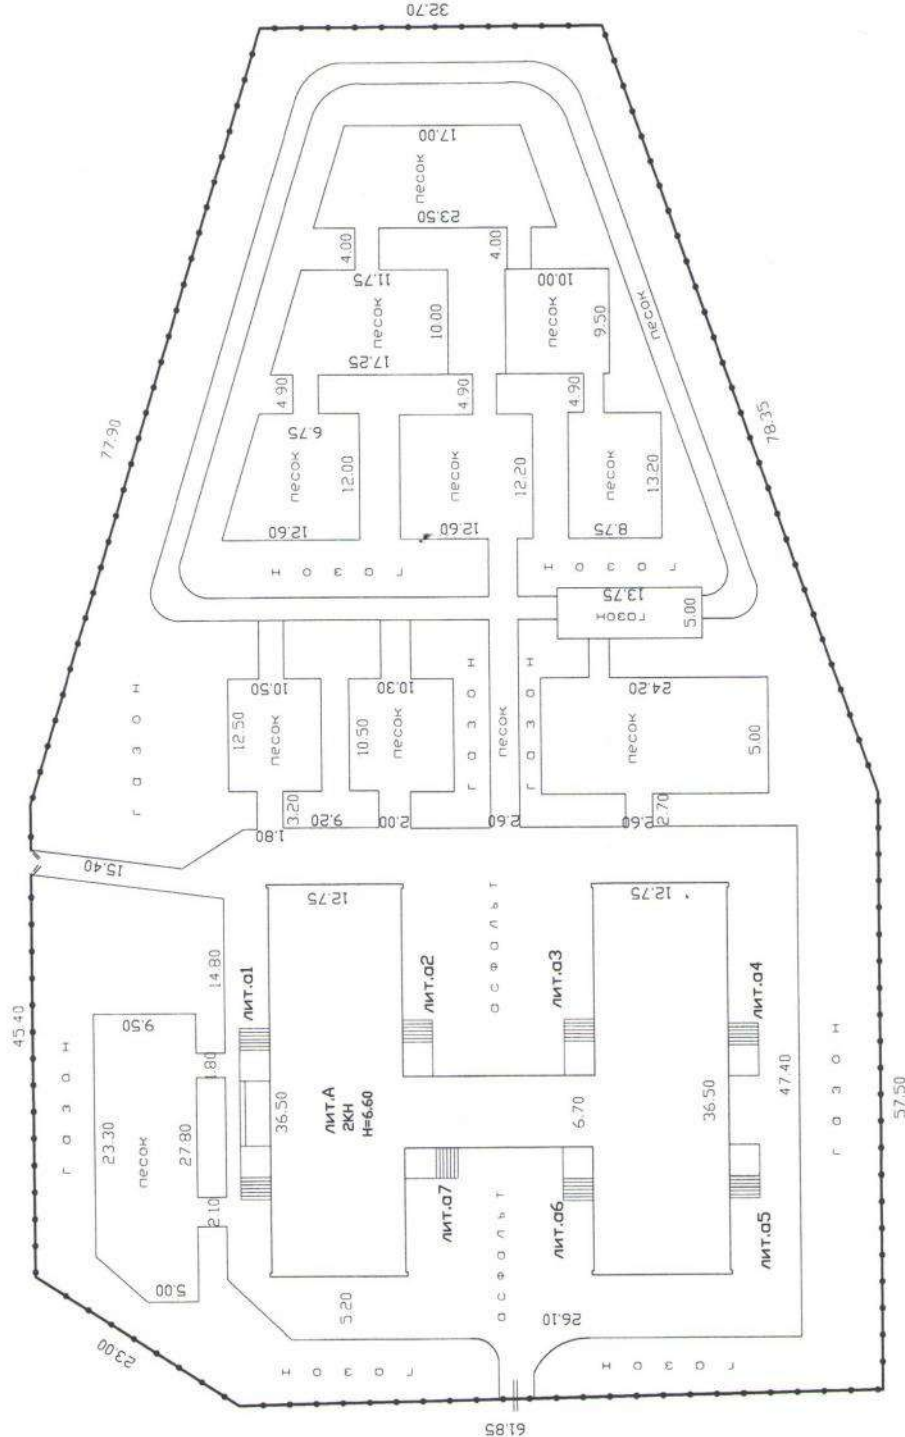 32.70
17.00
песок
23.50
4.00
4.00
11.75
10.00
песок
10.00
песок
9.50
песок
17.25
77.90
78.35
4.90
4.90
4.90
6.75
песок
12.00
12.60
песок
12.20
12.60
песок
13.20
8.75
газон
газон
13.75
газон
5.00
газон
10.50
12.50
песок
10.30
10.50
песок
газон
песок
газон
24.20
песок
5.00
3.20
2.70
1.80
9.20
2.00
2.60
2.60
15.40
12.75
12.75
14.80
асфальт
лит.а1
лит.а2
лит.а3
лит.а4
45.40
газон
9.50
1.80
23.30
песок
27.80
36.50
лит.А
2КН
Н=6.60
6.70
36.50
47.40
газон
57.50
2.10
лит.а7
лит.а6
лит.а5
5.00
5.20
асфальт
26.10
23.00
газон
газон
61.85